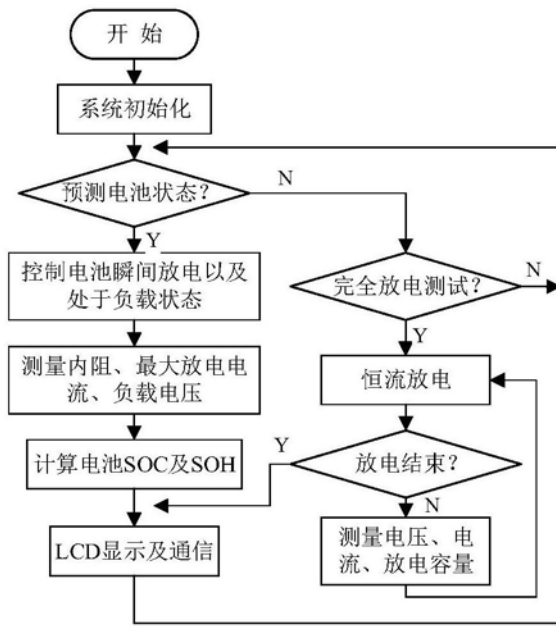 开 始
系统初始化
预测电池状态?
N
Y
控制电池瞬间放电以及
处于负载状态
完全放电测试?
N
Y
测量内阻、最大放电电
流、负载电压
恒流放电
计算电池SOC及SOH
Y
放电结束?
N
LCD显示及通信
测量电压、电
流、放电容量